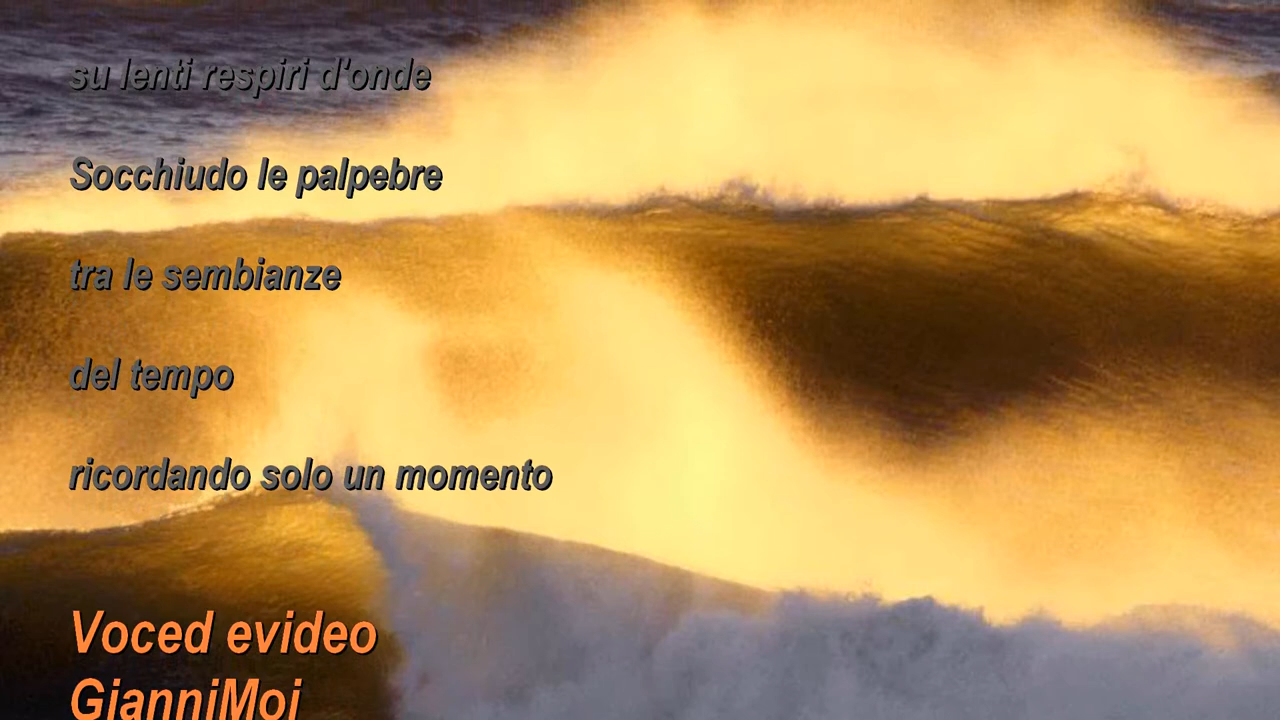 su lenti respiri d'onde
Socchiudo le palpebre
tra le sembianze
del tempo
ricordando solo un momento
Voced evideo
GianniMoi